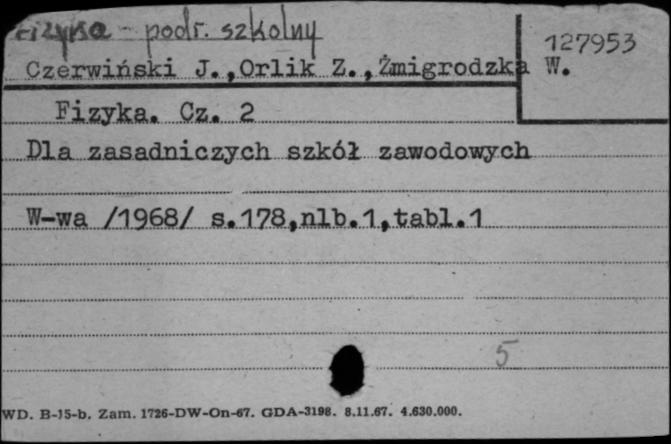 Fizyka - podr. szkolny
127953
Czerwiński J.,Orlik Z.,Żmigrodzka W.
Fizyka. Cz. 2
Dla zasadniczych szkół zawodowych
W-wa /1968/ s.178,nlb.1,tabl.1
5
WD. B-15-b. Zam. 1726-DW-On-67. GDA-3198. 8.11.67. 4.630.000.